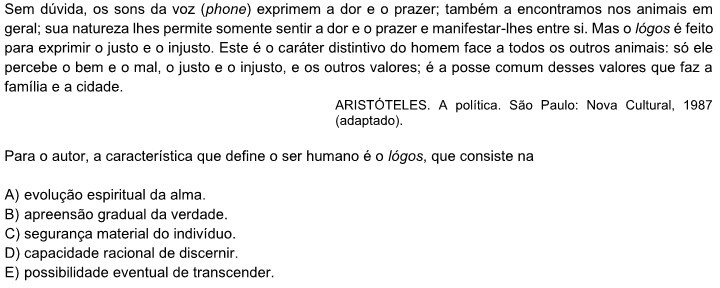 Sem dúvida, os sons da voz (phone) exprimem a dor e o prazer; também a encontramos nos animais em
geral; sua natureza lhes permite somente sentir a dor e o prazer e manifestar-lhes entre si. Mas o lógos é feito
para exprimir o justo e o injusto. Este é o caráter distintivo do homem face a todos os outros animais: só ele
percebe o bem e o mal, o justo e o injusto, e os outros valores; é a posse comum desses valores que faz a
família e a cidade.
ARISTÓTELES. A política. São Paulo: Nova Cultural, 1987
(adaptado).
Para o autor, a característica que define o ser humano é o lógos, que consiste na
A) evolução espiritual da alma.
B) apreensão gradual da verdade.
C) segurança material do indivíduo.
D) capacidade racional de discernir.
E) possibilidade eventual de transcender.